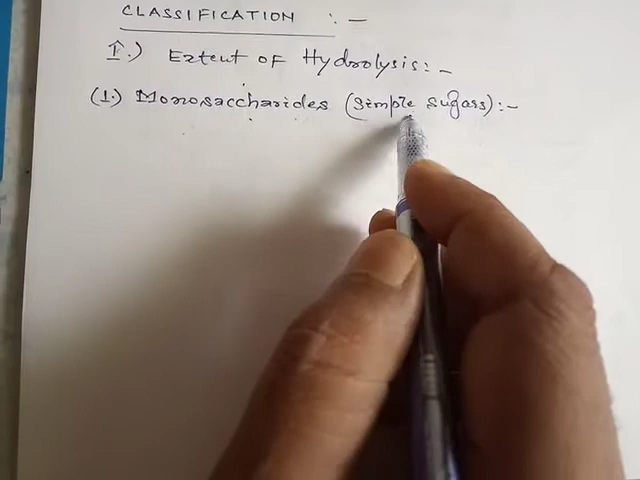 CLASSIFICATION :-
I.) Extent OF Hydrolysis:-
(1.) Monosaccharides (Simple Sugars):-